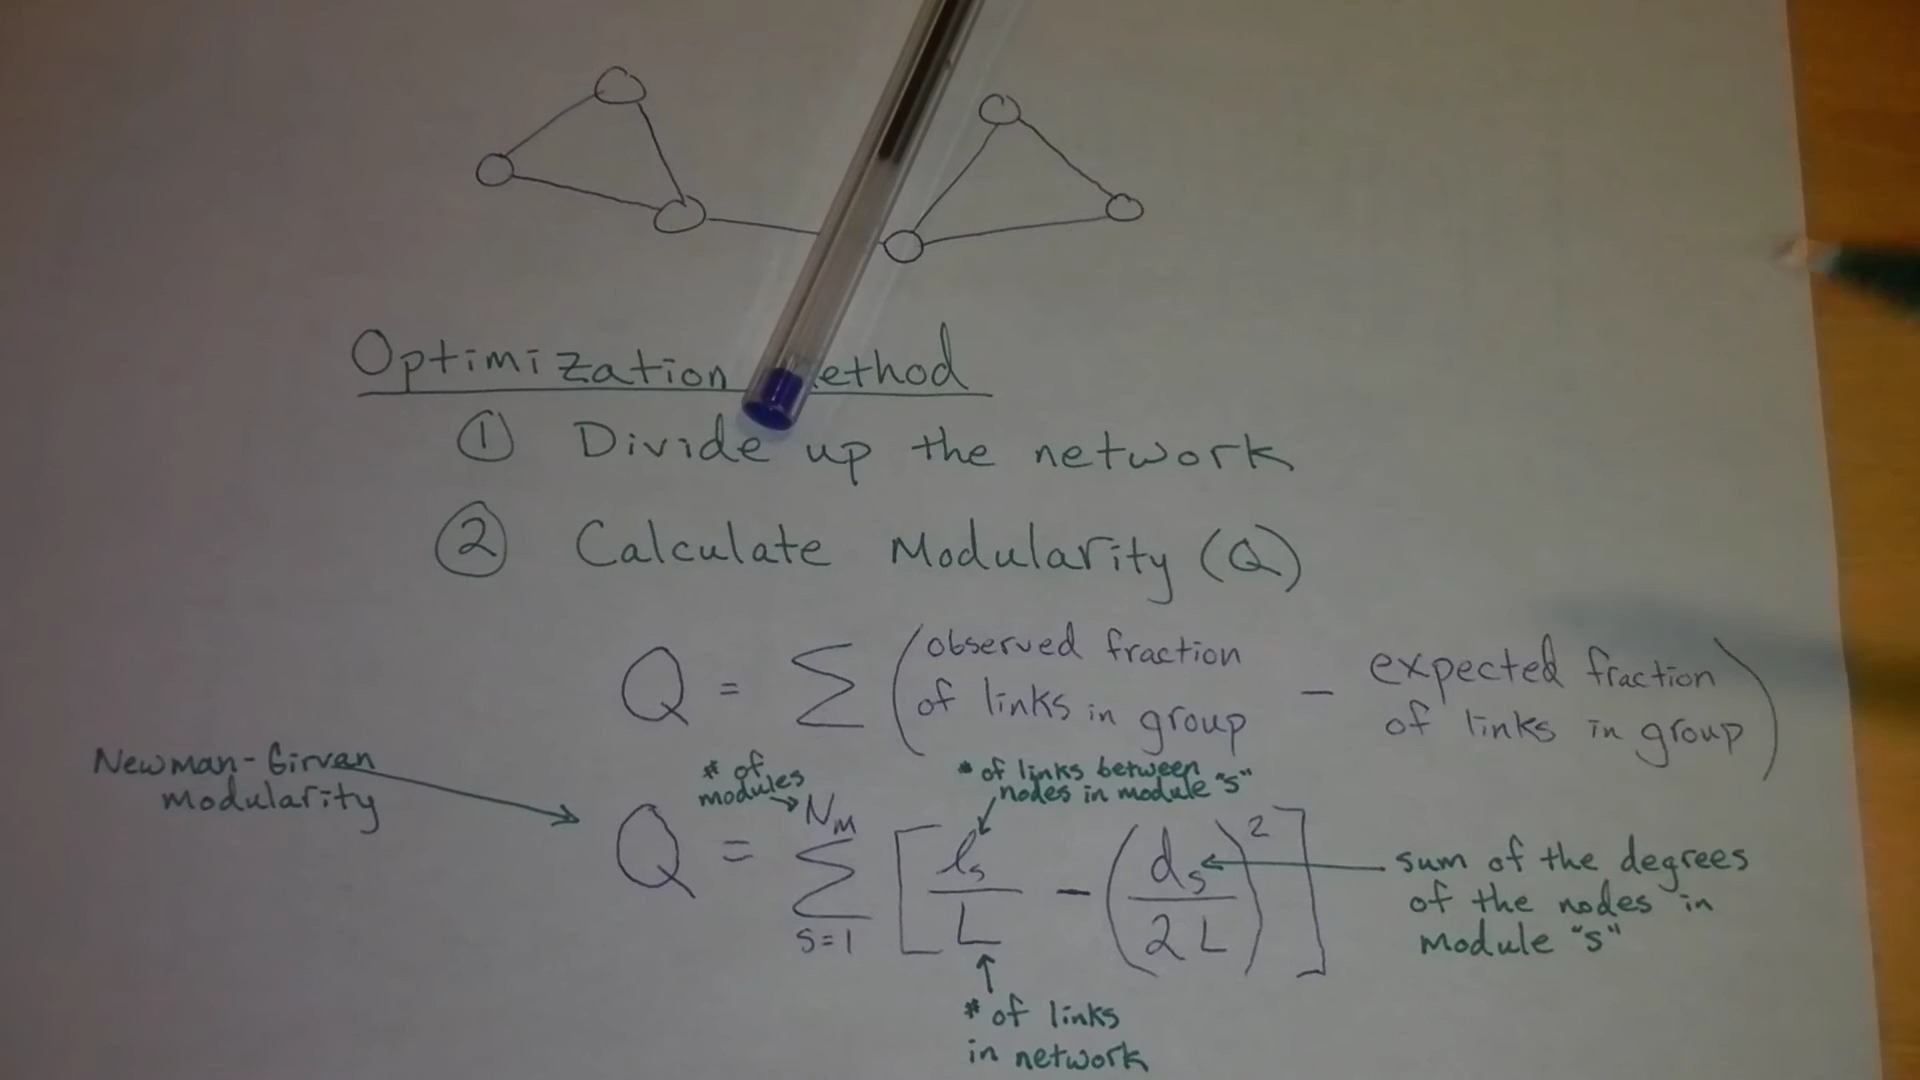 Optimization ethod
① Divide up the network
② Calculate Modularity (Q)
Q = Σ (observed fraction of links in group − expected fraction of links in group)
Newman-Girvan
modularity
# of
modules
# of links between
nodes in module "s"
Q = Σ_{s=1}^{N_M} [ l_s/L − (d_s/2L)² ]
sum of the degrees
of the nodes in
module "s"
# of links
in network